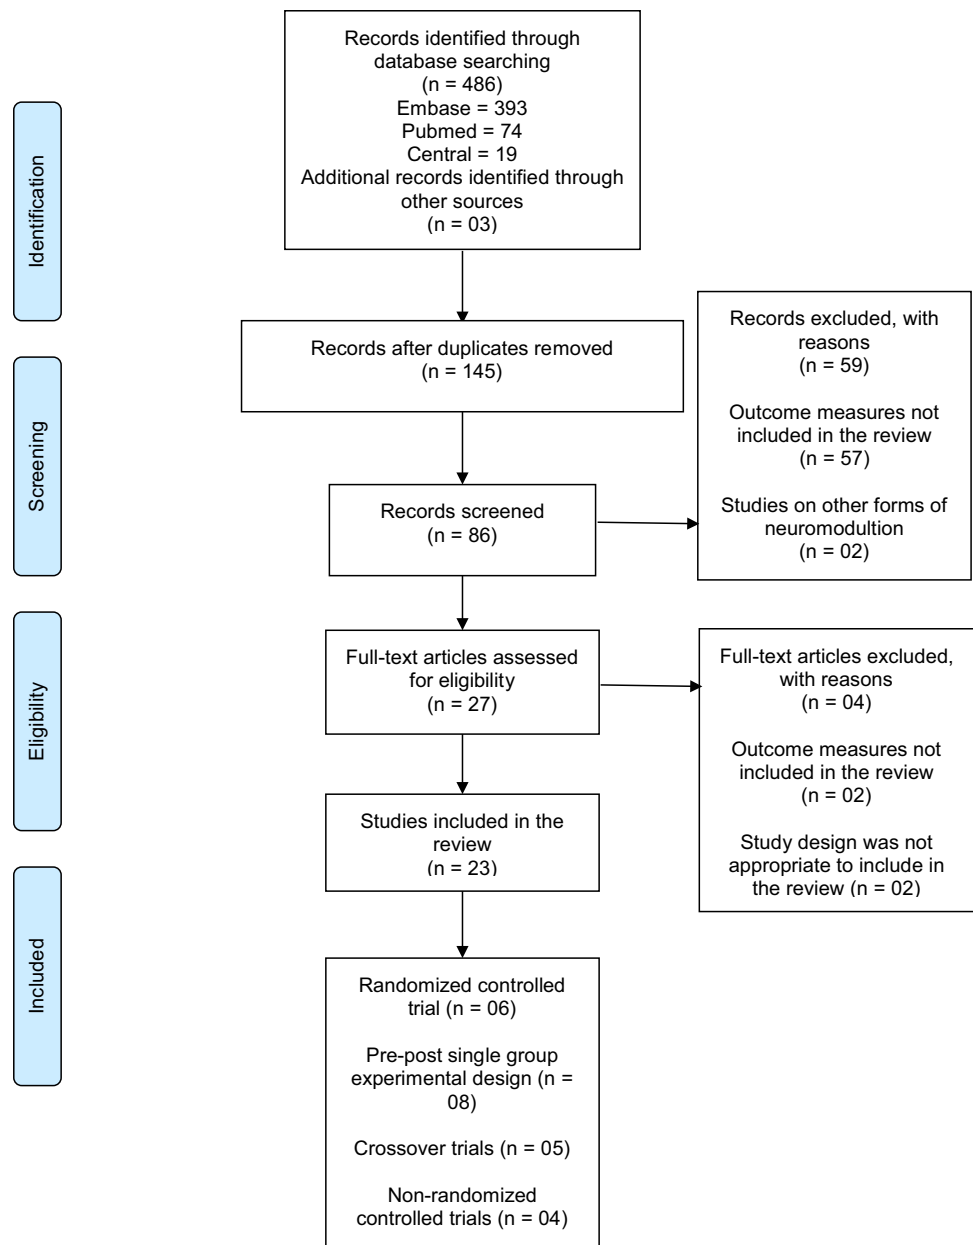 Records identified through
database searching
(n = 486)
Embase = 393
Pubmed = 74
Central = 19
Additional records identified through
other sources
(n = 03)
Identification
Records after duplicates removed
(n = 145)
Records excluded, with
reasons
(n = 59)
Outcome measures not
included in the review
(n = 57)
Studies on other forms of
neuromodultion
(n = 02)
Screening
Records screened
(n = 86)
Full-text articles assessed
for eligibility
(n = 27)
Full-text articles excluded,
with reasons
(n = 04)
Outcome measures not
included in the review
(n = 02)
Study design was not
appropriate to include in
the review (n = 02)
Eligibility
Studies included in the
review
(n = 23)
Included
Randomized controlled
trial (n = 06)
Pre-post single group
experimental design (n =
08)
Crossover trials (n = 05)
Non-randomized
controlled trials (n = 04)